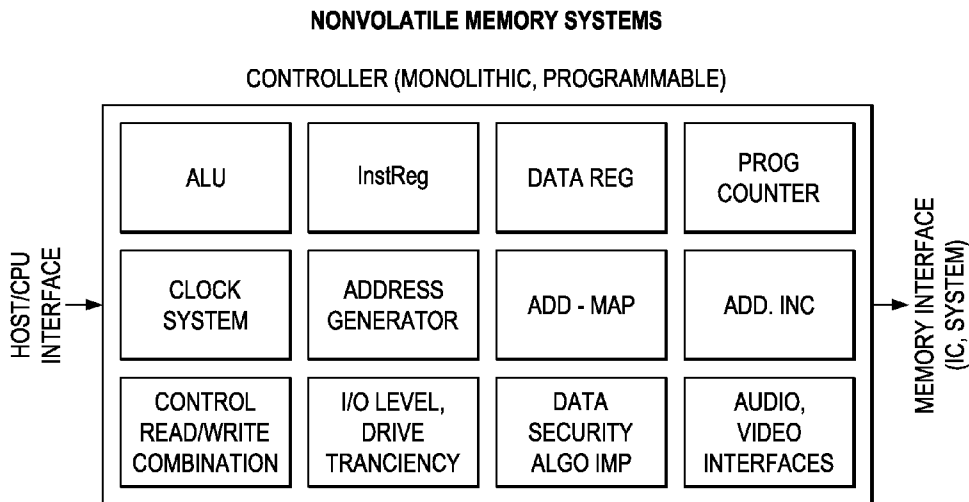 NONVOLATILE MEMORY SYSTEMS
CONTROLLER (MONOLITHIC, PROGRAMMABLE)
ALU
InstReg
DATA REG
PROG
COUNTER
HOST/CPU
INTERFACE
CLOCK
SYSTEM
ADDRESS
GENERATOR
ADD - MAP
ADD. INC
MEMORY INTERFACE
(IC, SYSTEM)
CONTROL
READ/WRITE
COMBINATION
I/O LEVEL,
DRIVE
TRANCIENCY
DATA
SECURITY
ALGO IMP
AUDIO,
VIDEO
INTERFACES